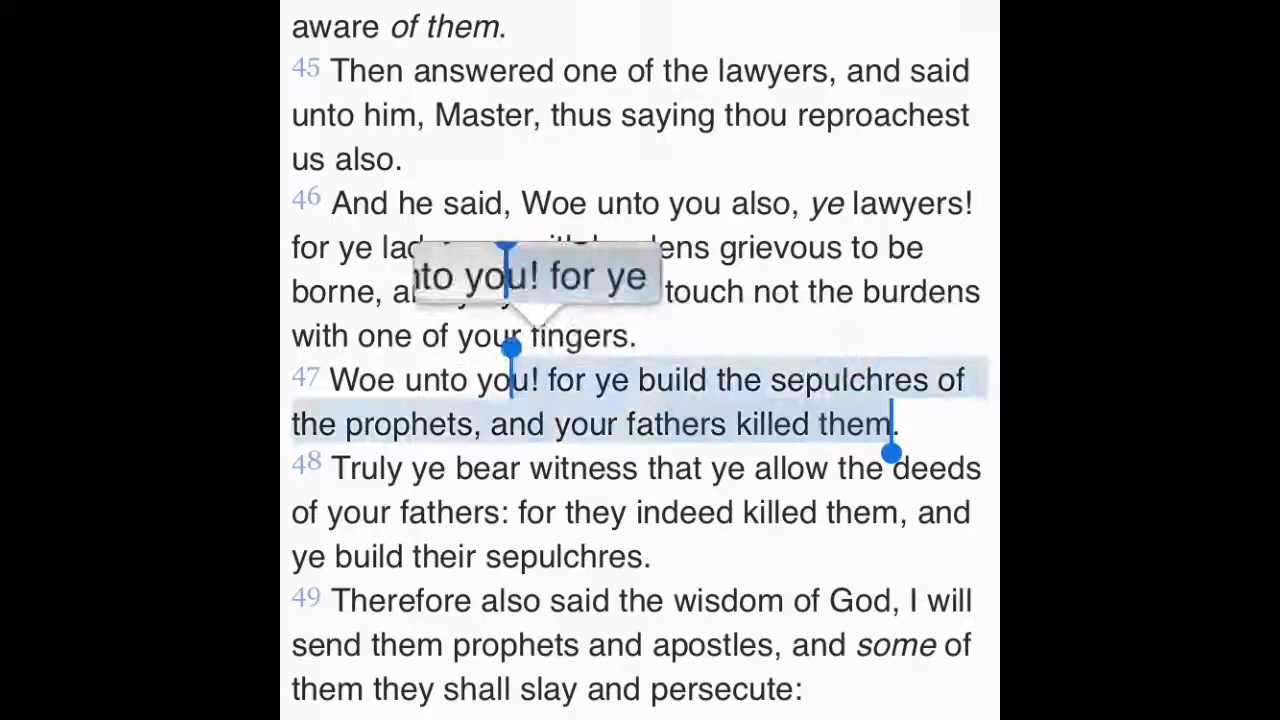 aware of them.
45 Then answered one of the lawyers, and said
unto him, Master, thus saying thou reproachest
us also.
46 And he said, Woe unto you also, ye lawyers!
for ye grievous to be
nto you! for ye
borne, touch not the burdens
with one of your fingers.
47 Woe unto you! for ye build the sepulchres of
the prophets, and your fathers killed them.
48 Truly ye bear witness that ye allow the deeds
of your fathers: for they indeed killed them, and
ye build their sepulchres.
49 Therefore also said the wisdom of God, I will
send them prophets and apostles, and some of
them they shall slay and persecute: